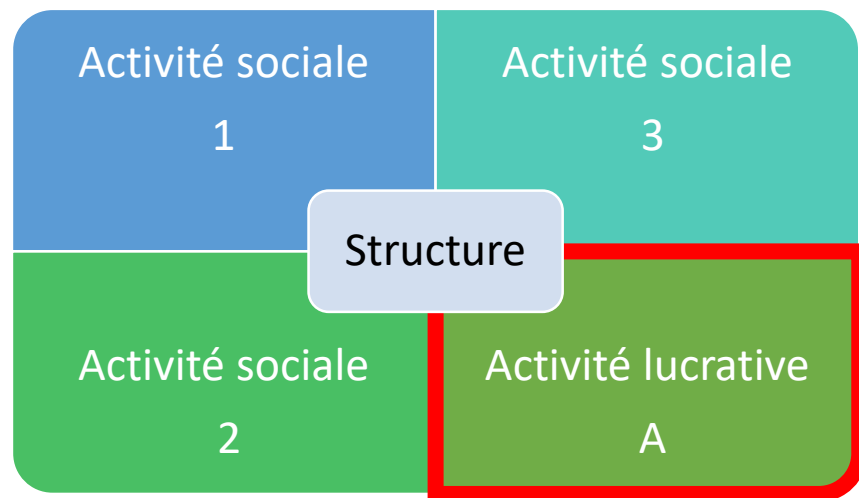 Activité sociale
1
Activité sociale
3
Structure
Activité sociale
2
Activité lucrative
A